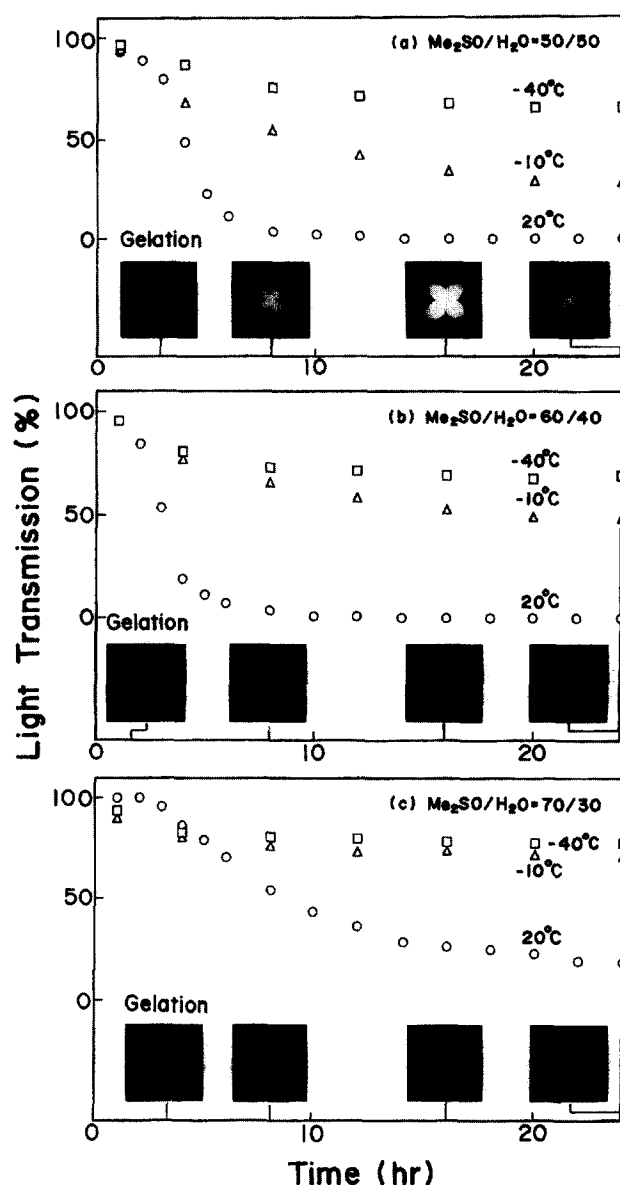 Light Transmission (%)
100
50
0
(a) Me₂SO/H₂O=50/50
-40°C
-10°C
20°C
Gelation
0
10
20
100
50
0
(b) Me₂SO/H₂O=60/40
-40°C
-10°C
20°C
Gelation
0
10
20
100
50
0
(c) Me₂SO/H₂O=70/30
-40°C
-10°C
20°C
Gelation
0
10
20
Time (hr)